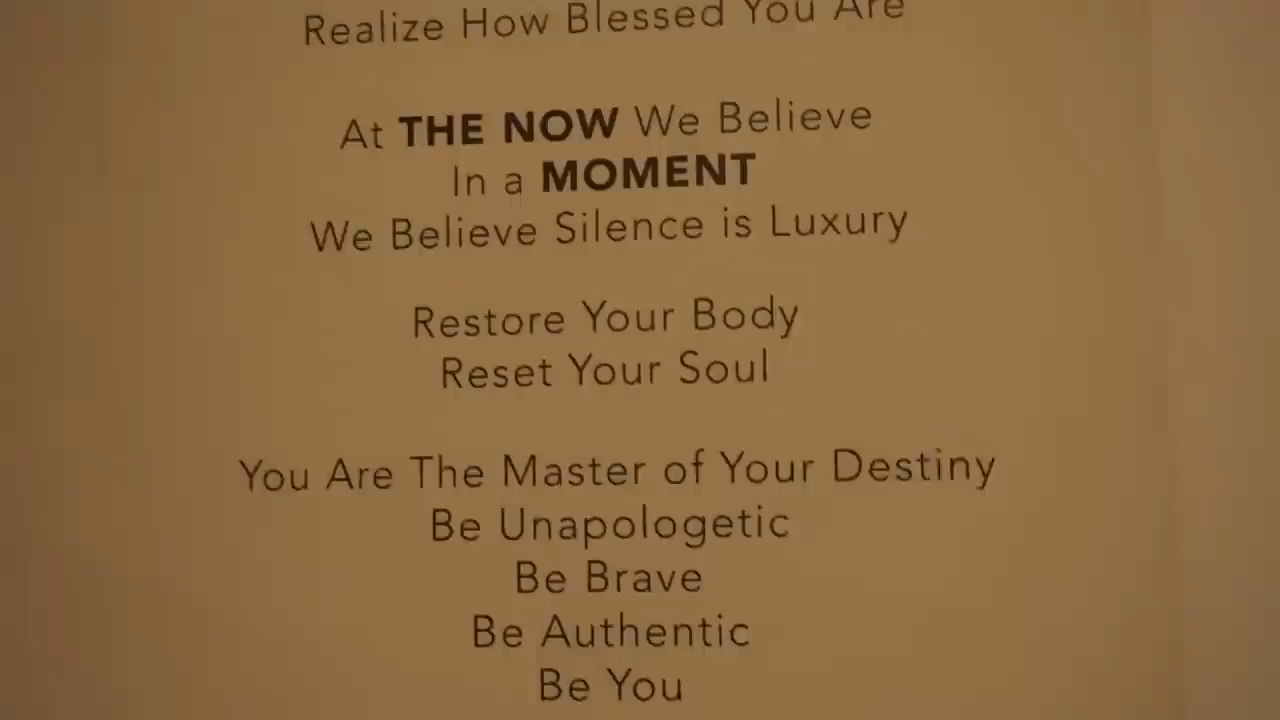 Realize How Blessed You Are
At THE NOW We Believe
In a MOMENT
We Believe Silence is Luxury
Restore Your Body
Reset Your Soul
You Are The Master of Your Destiny
Be Unapologetic
Be Brave
Be Authentic
Be You